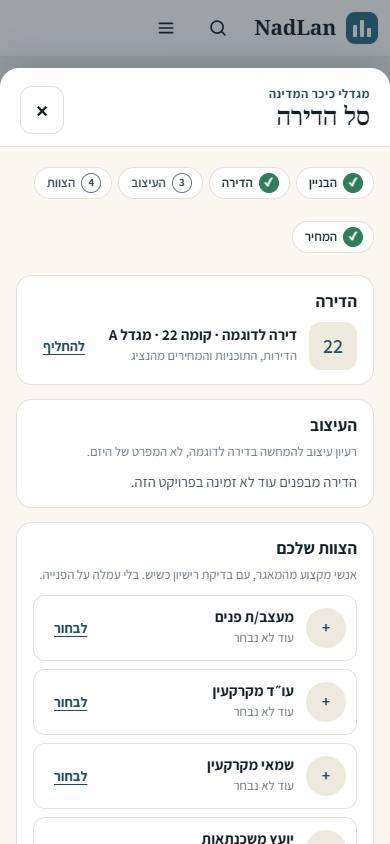 NadLan
מגדלי כיכר המדינה
סל הדירה
×
✓ הבניין
✓ הדירה
3 העיצוב
4 הצוות
✓ המחיר
הדירה
22
דירה לדוגמה · קומה 22 · מגדל A
הדירות, התוכניות והמחירים מהנציג
להחליף
העיצוב
רעיון עיצוב להמחשה בדירה לדוגמה, לא המפרט של היזם.
הדירה מבפנים עוד לא זמינה בפרויקט הזה.
הצוות שלכם
אנשי מקצוע מהמאגר, עם בדיקת רישיון כשיש. בלי עמלה על הפנייה.
+
מעצב/ת פנים
עוד לא נבחר
לבחור
+
עו״ד מקרקעין
עוד לא נבחר
לבחור
+
שמאי מקרקעין
עוד לא נבחר
לבחור
יועץ משכנתאות